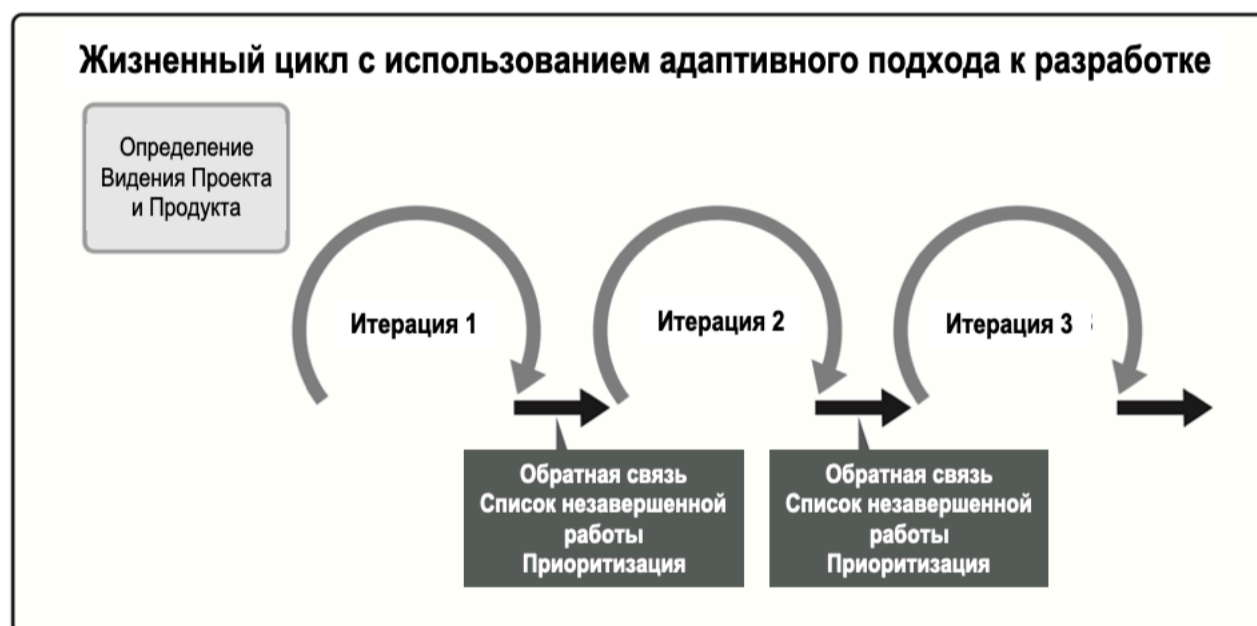 Жизненный цикл с использованием адаптивного подхода к разработке
Определение
Видения Проекта
и Продукта
Итерация 1
Итерация 2
Итерация 3
Обратная связь
Список незавершенной
работы
Приоритизация
Обратная связь
Список незавершенной
работы
Приоритизация